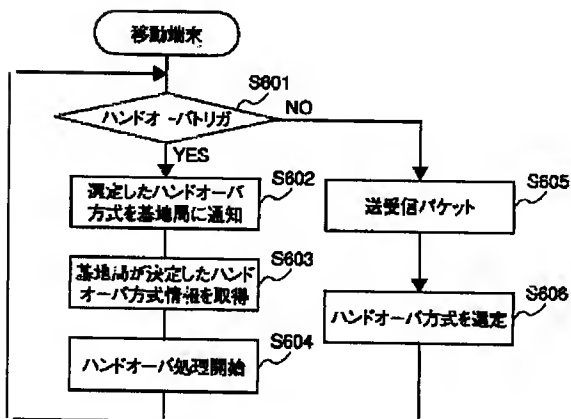 移動端末
S601
ハンドオーバトリガ
NO
YES
S602
選定したハンドオーバ
方式を基地局に通知
S605
送受信パケット
S603
基地局が決定したハンド
オーバ方式情報を取得
S606
ハンドオーバ方式を選定
S604
ハンドオーバ処理開始